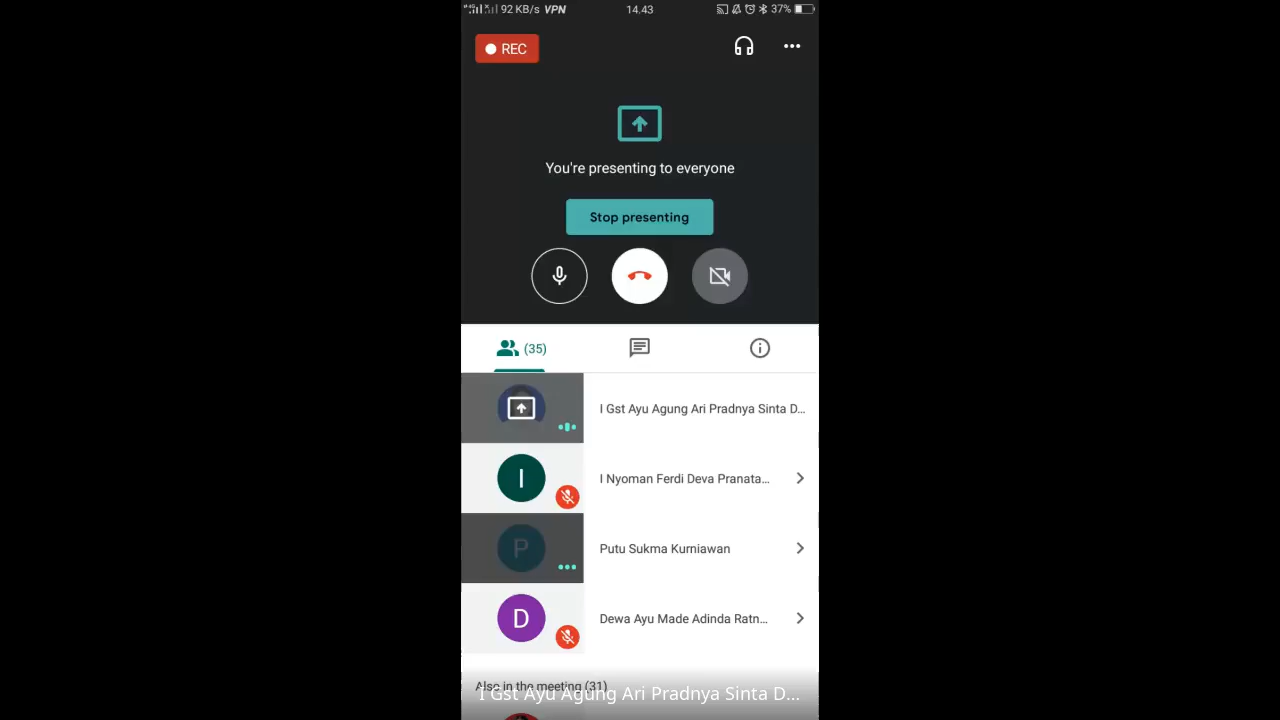 92 KB/s VPN 14.43 37%
REC
You're presenting to everyone
Stop presenting
(35)
I Gst Ayu Agung Ari Pradnya Sinta D...
I
I Nyoman Ferdi Deva Pranata...
P
Putu Sukma Kurniawan
D
Dewa Ayu Made Adinda Ratn...
Also in the meeting (31)
I Gst Ayu Agung Ari Pradnya Sinta D...